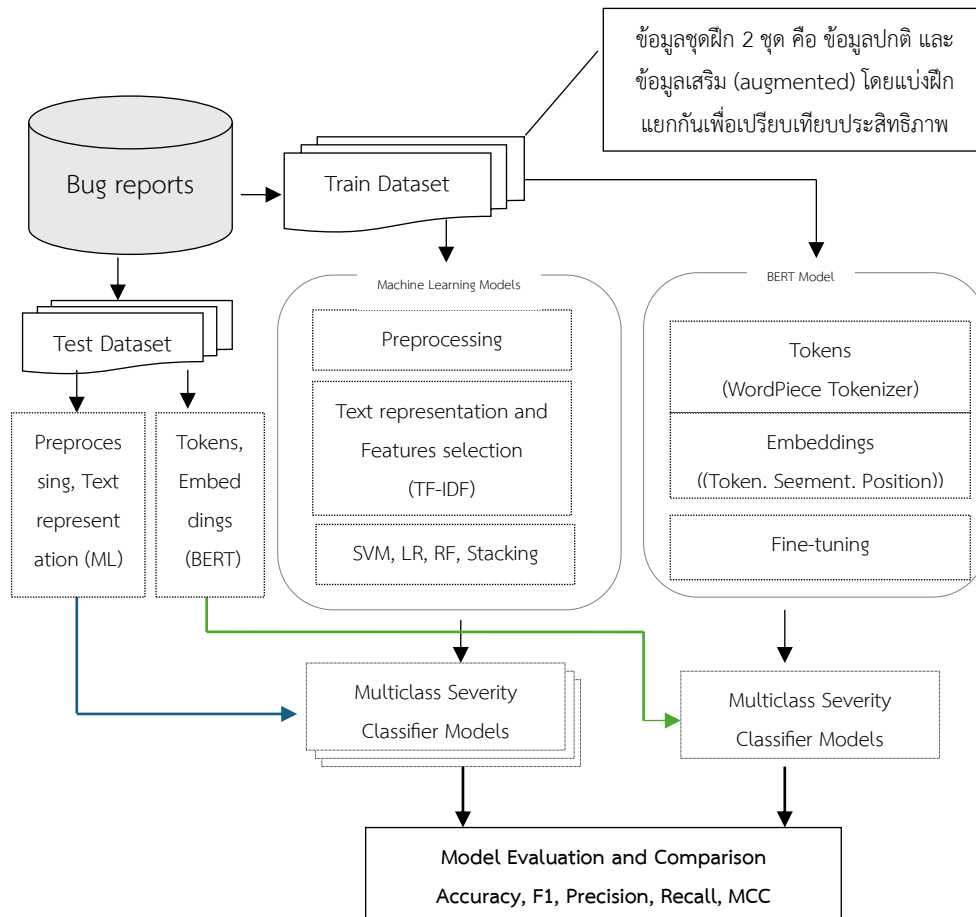 ข้อมูลชุดฝึก 2 ชุด คือ ข้อมูลปกติ และ
ข้อมูลเสริม (augmented) โดยแบ่งฝึก
แยกกันเพื่อเปรียบเทียบประสิทธิภาพ
Bug reports
Train Dataset
Test Dataset
Machine Learning Models
Preprocessing
Text representation and
Features selection
(TF-IDF)
SVM, LR, RF, Stacking
BERT Model
Tokens
(WordPiece Tokenizer)
Embeddings
((Token, Segment, Position))
Fine-tuning
Preproces
sing, Text
represent
ation (ML)
Tokens,
Embed
dings
(BERT)
Multiclass Severity
Classifier Models
Multiclass Severity
Classifier Models
Model Evaluation and Comparison
Accuracy, F1, Precision, Recall, MCC